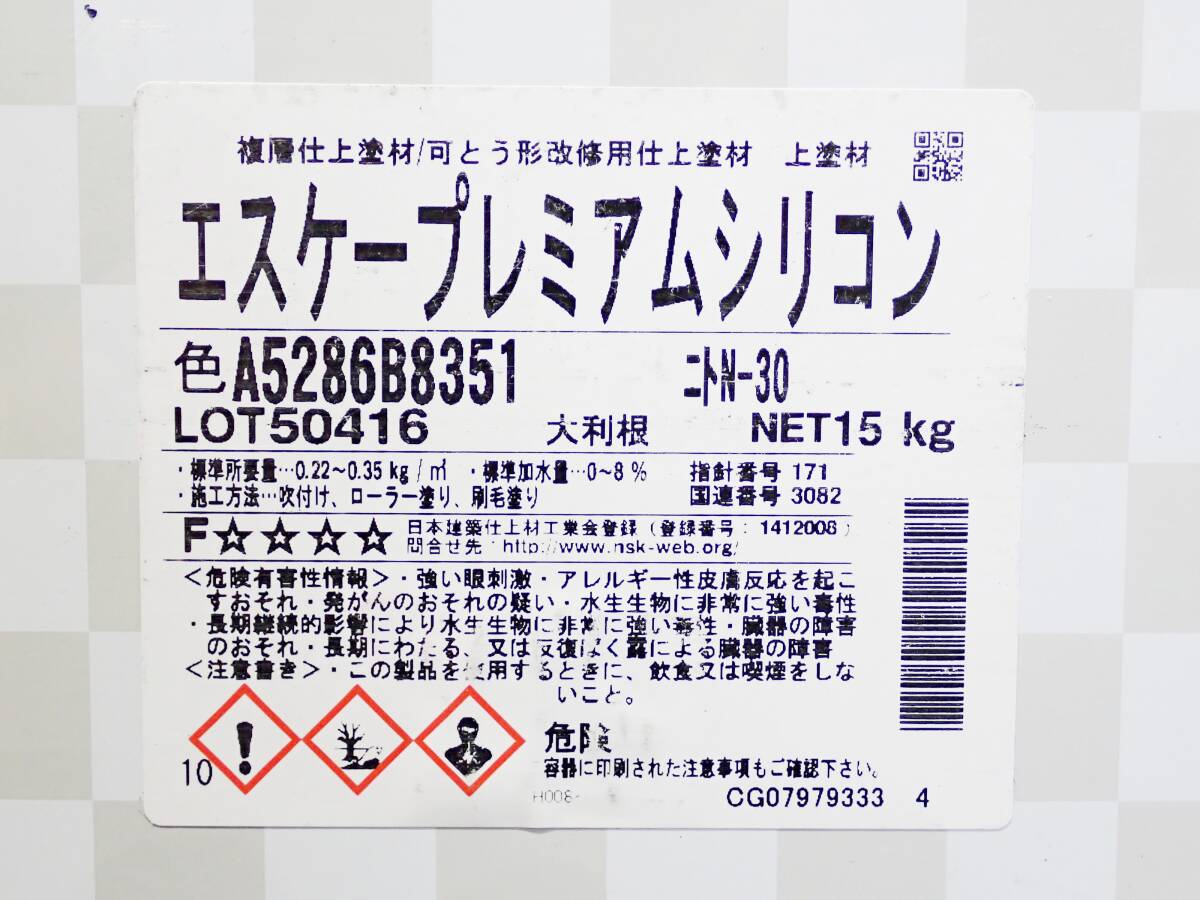 複層仕上塗材/可とう形改修用仕上塗材 上塗材
エスケープレミアムシリコン
色A5286B8351 ニトN-30
LOT50416 大利根 NET15 kg
・標準所要量…0.22~0.35 kg/㎡ ・標準加水量…0~8% 指針番号 171
・施工方法…吹付け、ローラー塗り、刷毛塗り 国連番号 3082
F☆☆☆☆ 日本建築仕上材工業会登録(登録番号:1412008)
問合せ先:http://www.nsk-web.org/
<危険有害性情報>・強い眼刺激・アレルギー性皮膚反応を起こ
すおそれ・発がんのおそれの疑い・水生生物に非常に強い毒性
・長期継続的影響により水生生物に非常に強い毒性・臓器の障害
のおそれ・長期にわたる、又は反復ばく露による臓器の障害
<注意書き>・この製品を使用するときに、飲食又は喫煙をしな
いこと。
危険
10 容器に印刷された注意事項もご確認下さい。
H008- CG07979333 4